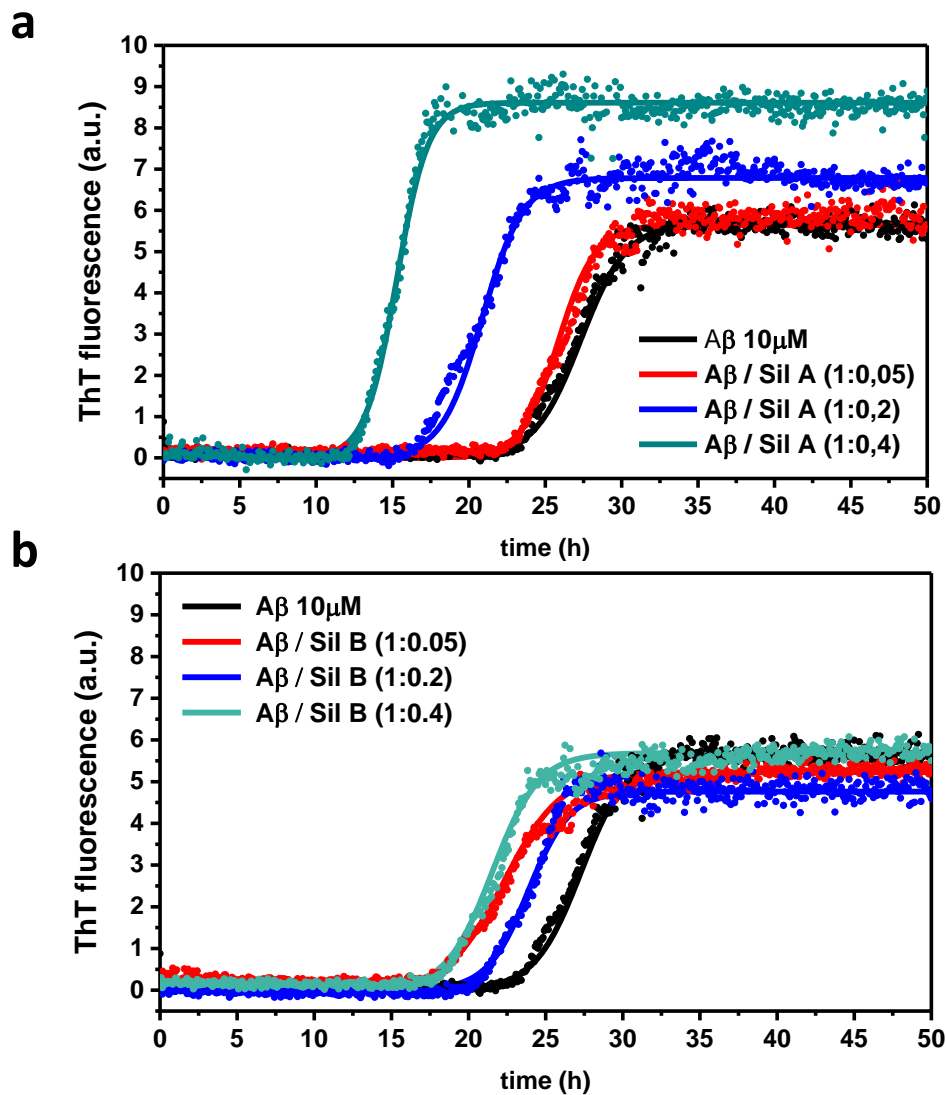 a
10
9
8
7
6
5
4
3
2
1
0
ThT fluorescence (a.u.)
Aβ 10μM
Aβ / Sil A (1:0,05)
Aβ / Sil A (1:0,2)
Aβ / Sil A (1:0,4)
0 5 10 15 20 25 30 35 40 45 50
time (h)
b
10
9
8
7
6
5
4
3
2
1
0
ThT fluorescence (a.u.)
Aβ 10μM
Aβ / Sil B (1:0.05)
Aβ / Sil B (1:0.2)
Aβ / Sil B (1:0.4)
0 5 10 15 20 25 30 35 40 45 50
time (h)